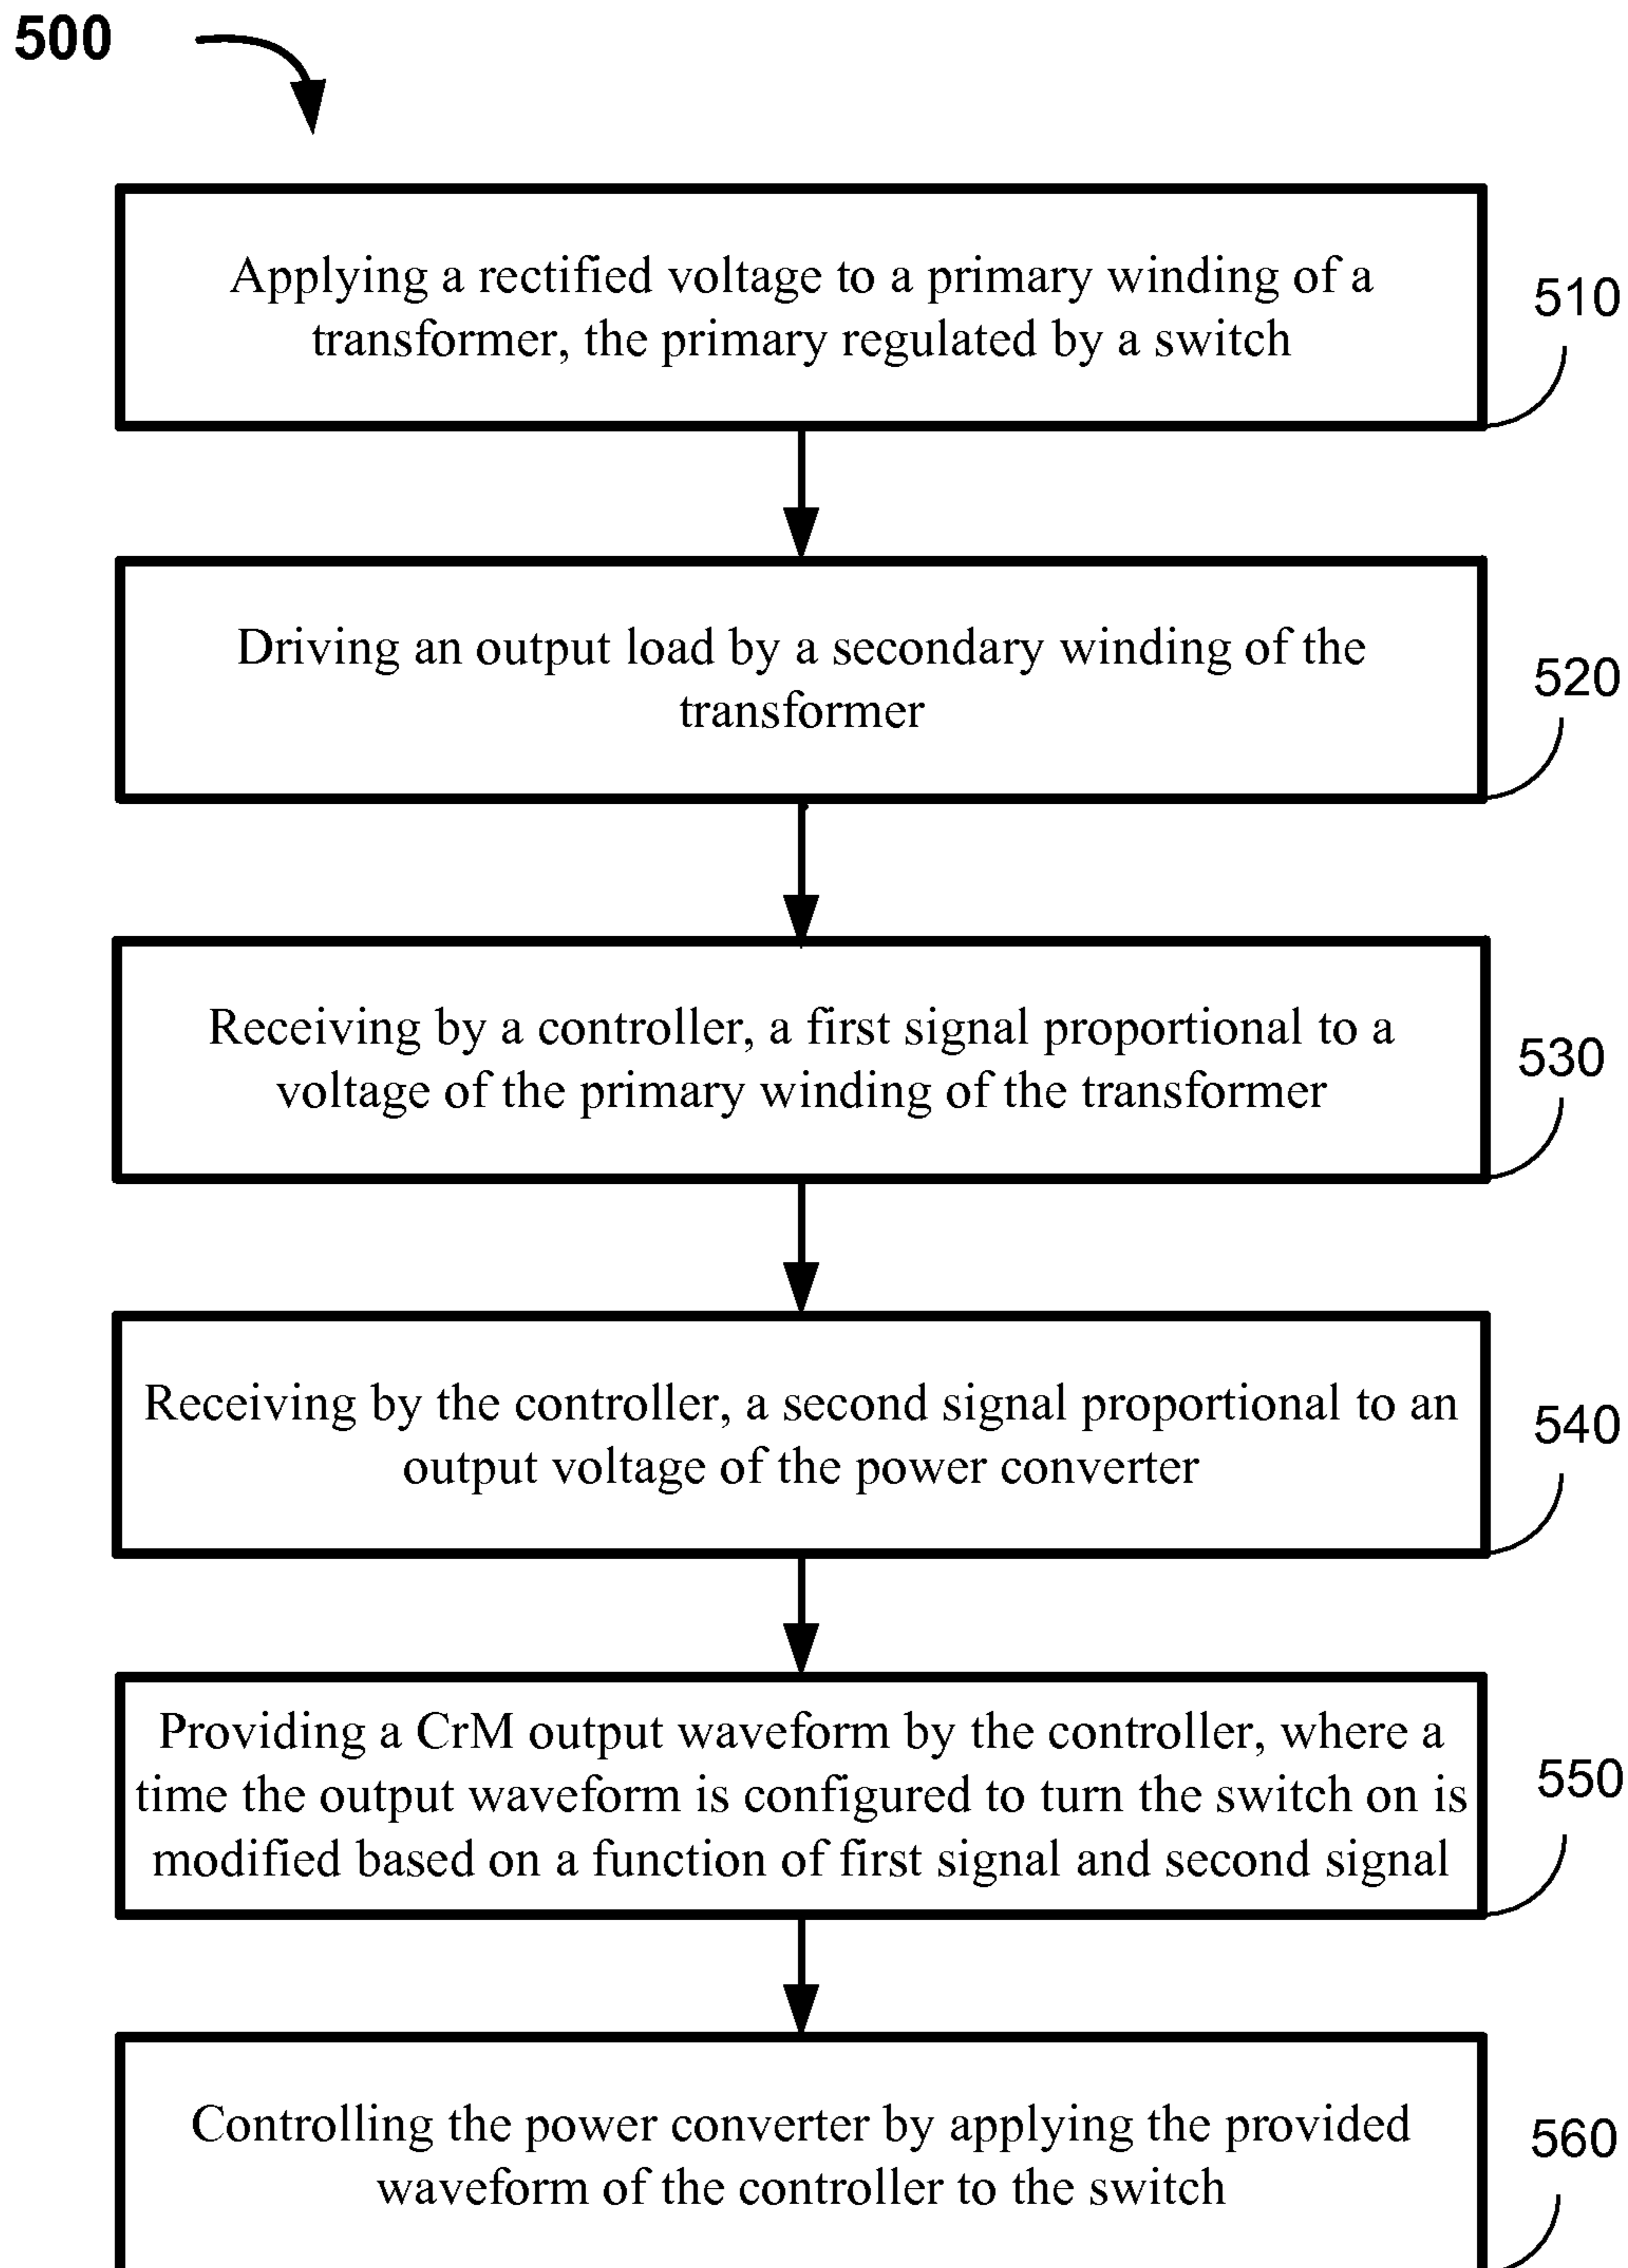 500
Applying a rectified voltage to a primary winding of a
transformer, the primary regulated by a switch
510
Driving an output load by a secondary winding of the
transformer
520
Receiving by a controller, a first signal proportional to a
voltage of the primary winding of the transformer
530
Receiving by the controller, a second signal proportional to an
output voltage of the power converter
540
Providing a CrM output waveform by the controller, where a
time the output waveform is configured to turn the switch on is
modified based on a function of first signal and second signal
550
Controlling the power converter by applying the provided
waveform of the controller to the switch
560